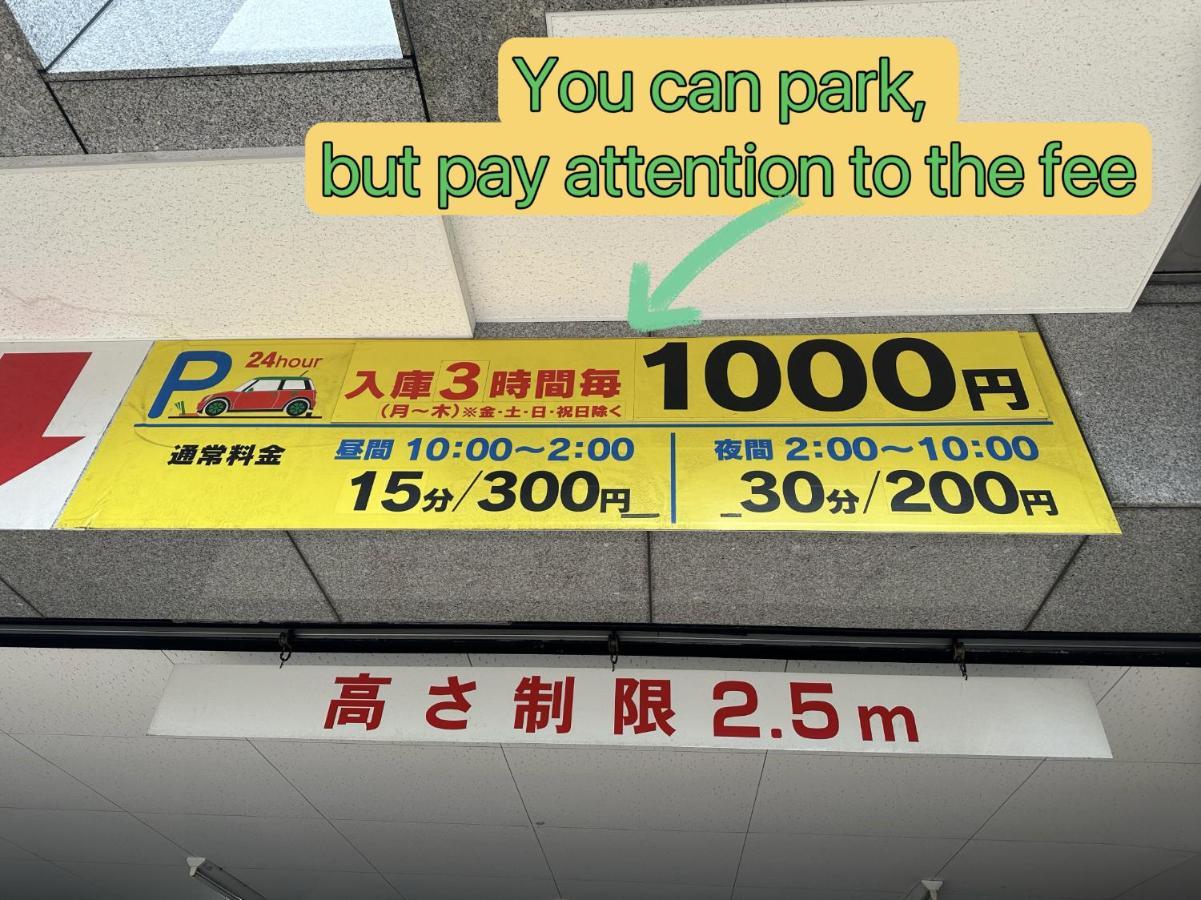 You can park,
but pay attention to the fee
P 24hour
入庫3時間毎 1000円
(月〜木)※金・土・日・祝日除く
通常料金
昼間 10:00〜2:00
15分/300円
夜間 2:00〜10:00
30分/200円
高さ制限2.5m